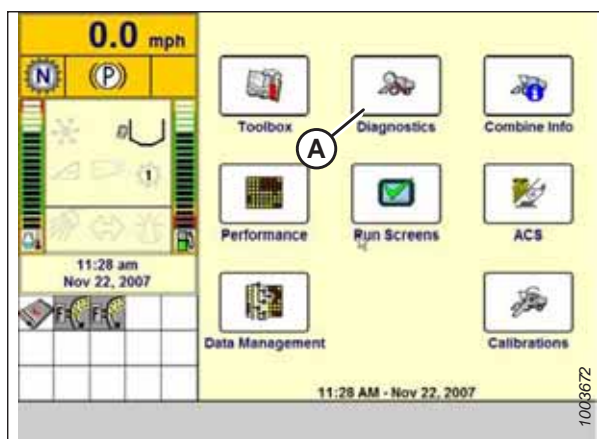 0.0 mph
N (P)
Toolbox
Diagnostics
Combine Info
A
1
Performance
Run Screens
ACS
11:28 am
Nov 22, 2007
F F
Data Management
Calibrations
11:28 AM - Nov 22, 2007
1003672